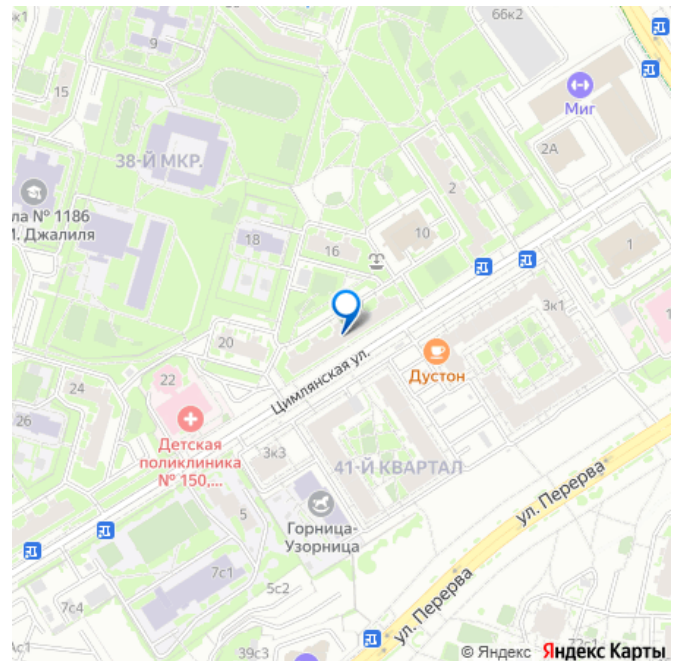 к1
66к2
9
15
Миг
38-Й МКР.
2А
2
ла № 1186
М. Джалиля
18
16
10
1
3к1
20
Цимлянская ул.
Дустон
22
24
26
Детская
поликлиника
№ 150,...
3к3
41-Й КВАРТАЛ
ул. Перерва
5
Горница-
Узорница
7с1
5с2
7с4
ул. Перерва
39с3
© Яндекс Яндекс Карты